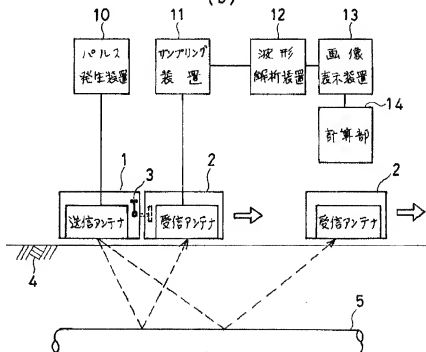 (b)
10
11
12
13
パルス
発生装置
サンプリング
装置
波形
解析装置
画像
表示装置
14
計算部
1
3
2
2
送信アンテナ
受信アンテナ
受信アンテナ
4
5